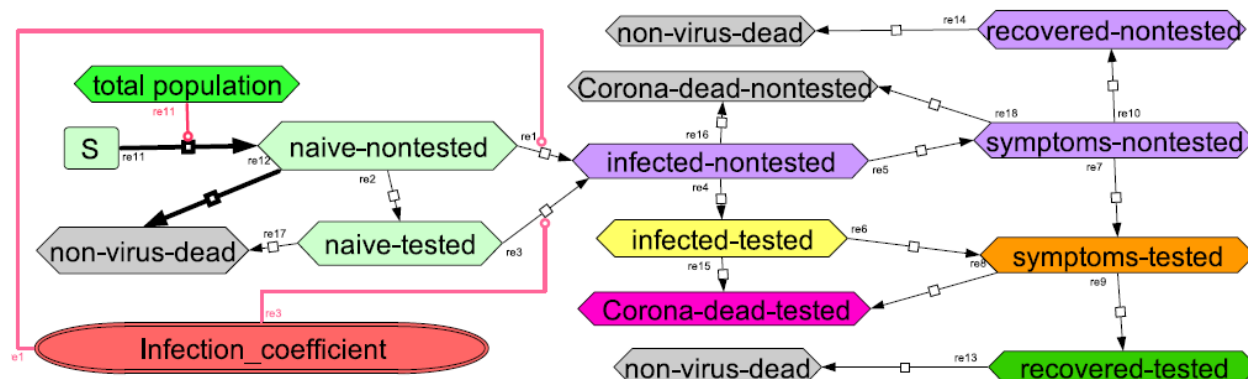 non-virus-dead
re14
recovered-nontested
total population
re11
Corona-dead-nontested
re18
re10
S
re11
re12
naive-nontested
re1
re16
infected-nontested
re5
symptoms-nontested
re7
re2
re4
non-virus-dead
re17
naive-tested
re3
infected-tested
re6
re8
symptoms-tested
re15
re9
Corona-dead-tested
re3
e1
Infection_coefficient
non-virus-dead
re13
recovered-tested